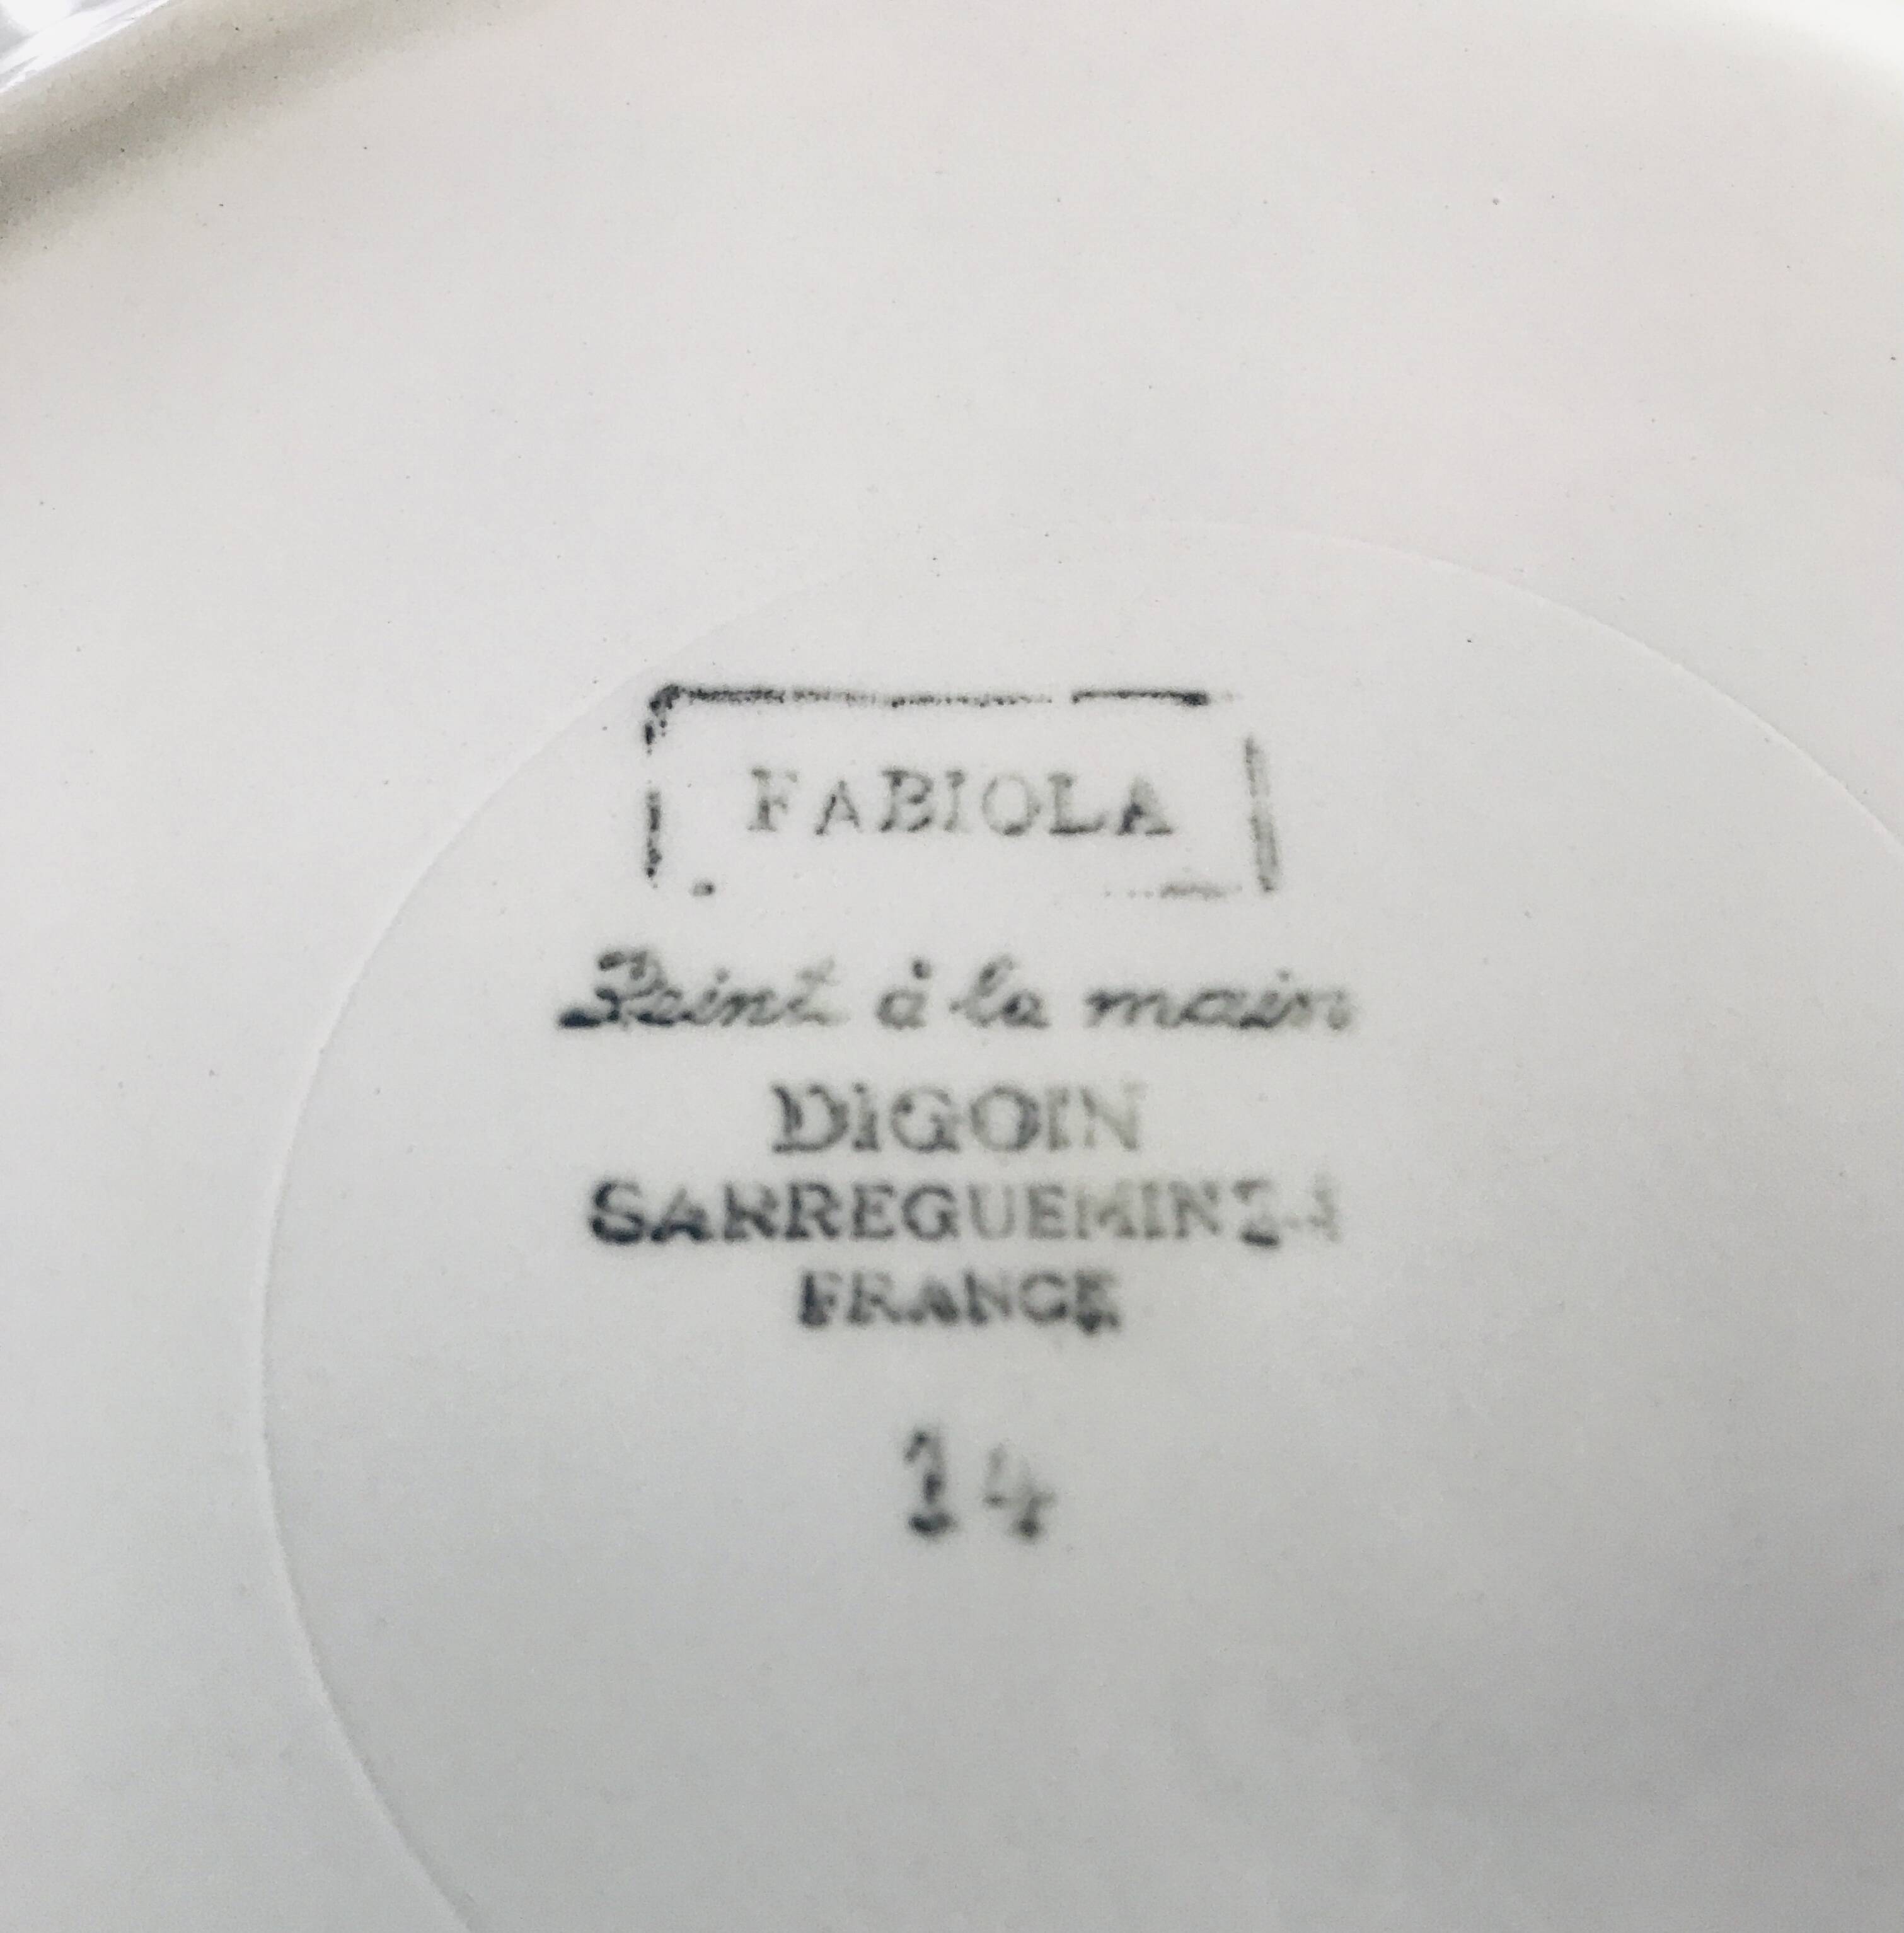 FABIOLA
Peint à la main
DIGOIN
SARREGUEMINES
FRANCE
14